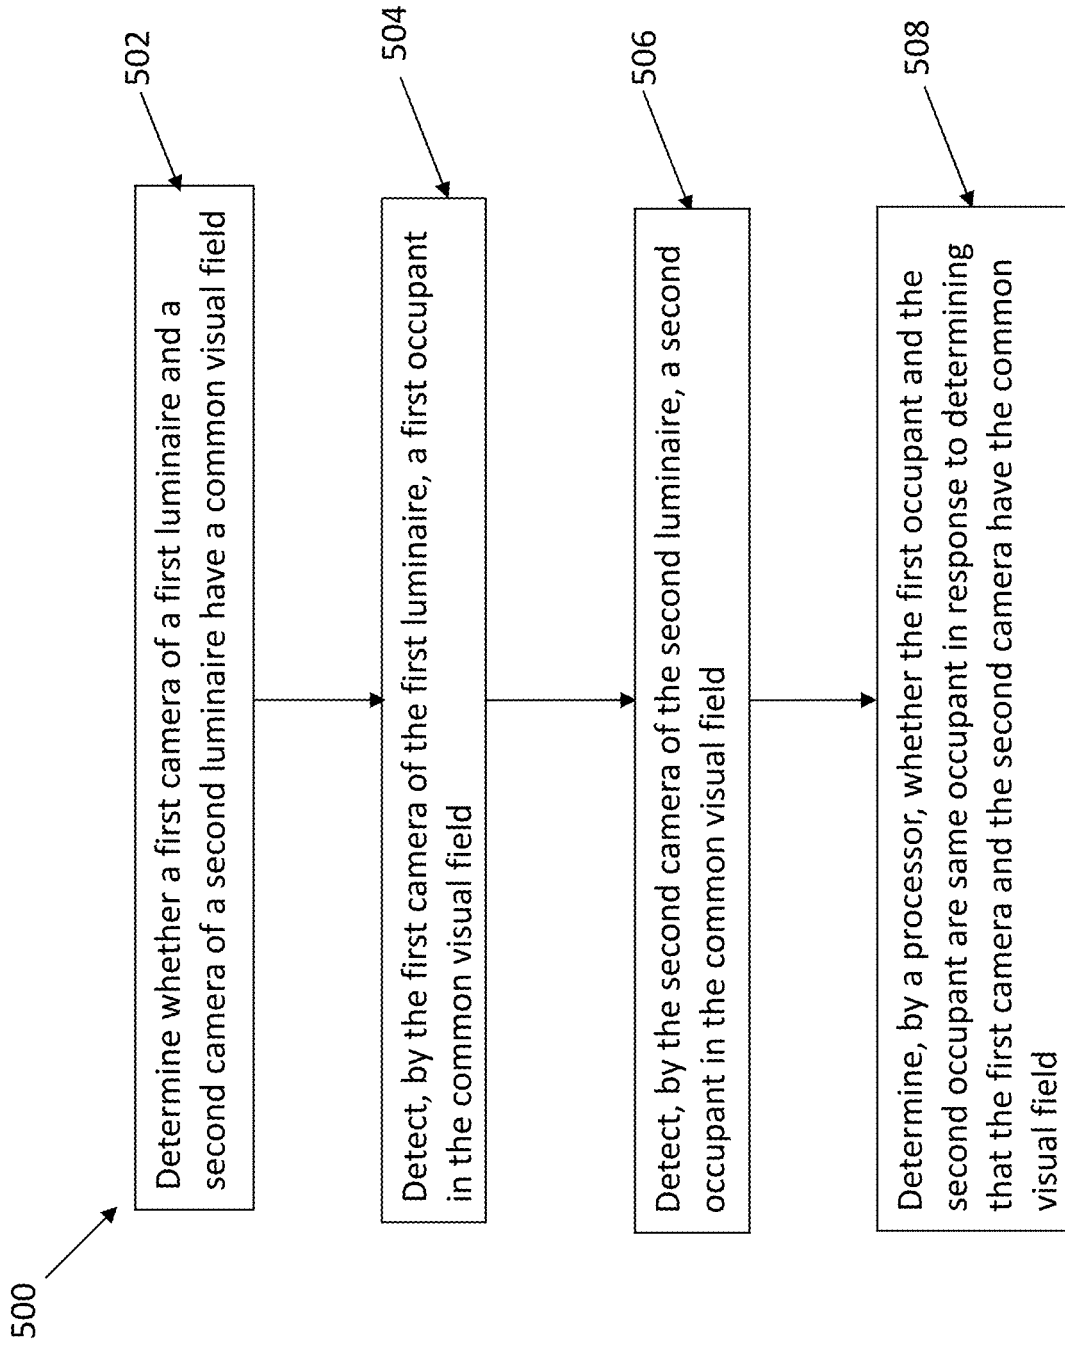 500
502
Determine whether a first camera of a first luminaire and a
second camera of a second luminaire have a common visual field
504
Detect, by the first camera of the first luminaire, a first occupant
in the common visual field
506
Detect, by the second camera of the second luminaire, a second
occupant in the common visual field
508
Determine, by a processor, whether the first occupant and the
second occupant are same occupant in response to determining
that the first camera and the second camera have the common
visual field